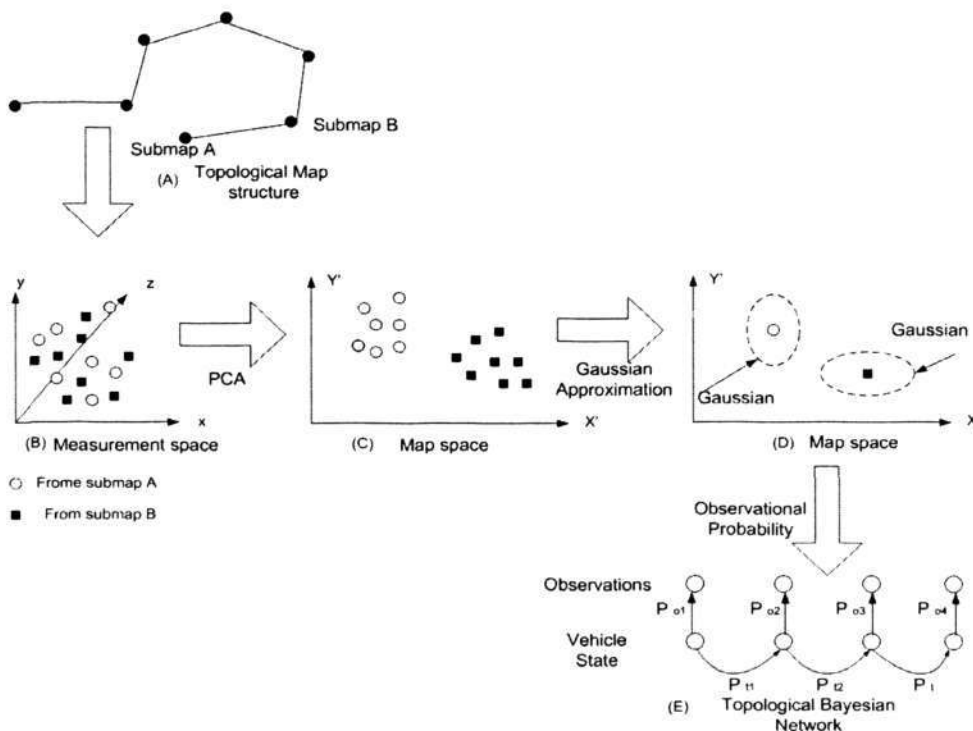 Submap B
Submap A
(A) Topological Map
structure
y
z
x
(B) Measurement space
PCA
Y'
X'
(C) Map space
Gaussian
Approximation
Y'
Gaussian
Gaussian
X
(D) Map space
Frome submap A
From submap B
Observational
Probability
Observations
P o1
P o2
P o3
P o4
Vehicle
State
P t1
P t2
P t
(E) Topological Bayesian
Network